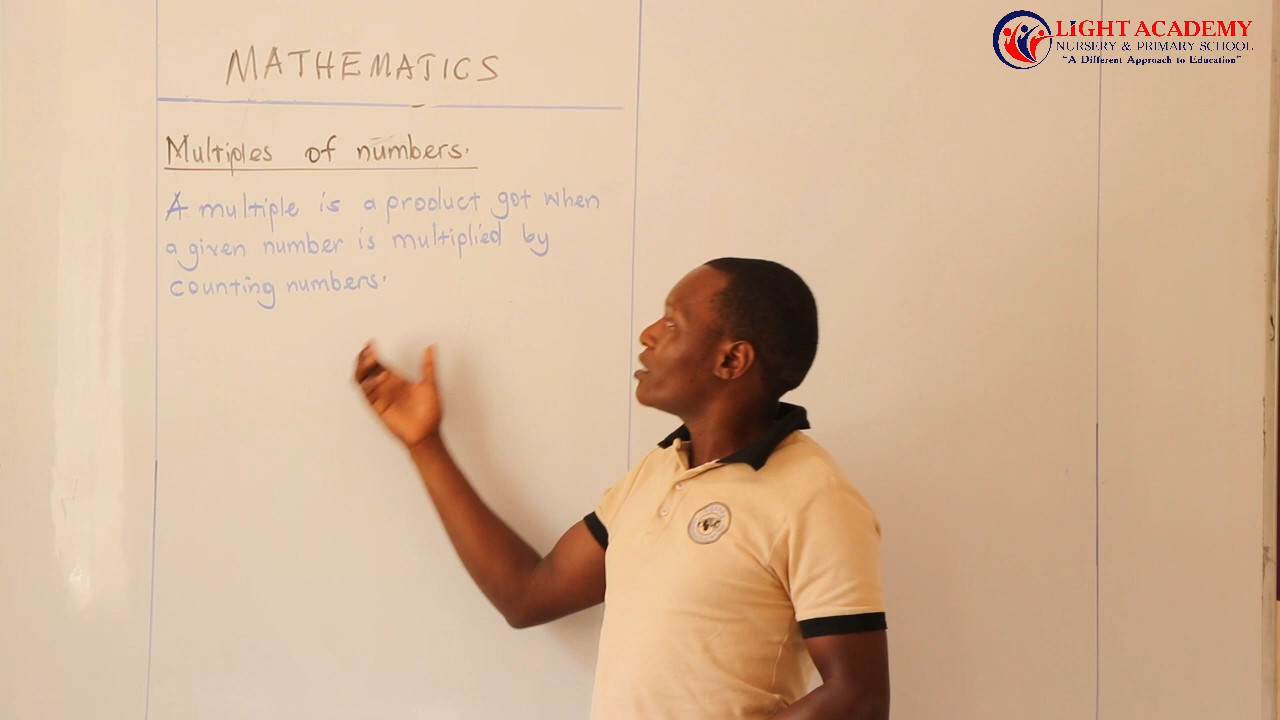 MATHEMATICS
Multiples of numbers.
A multiple is a product got when
a given number is multiplied by
counting numbers.
LIGHT ACADEMY
NURSERY & PRIMARY SCHOOL
"A Different Approach to Education"